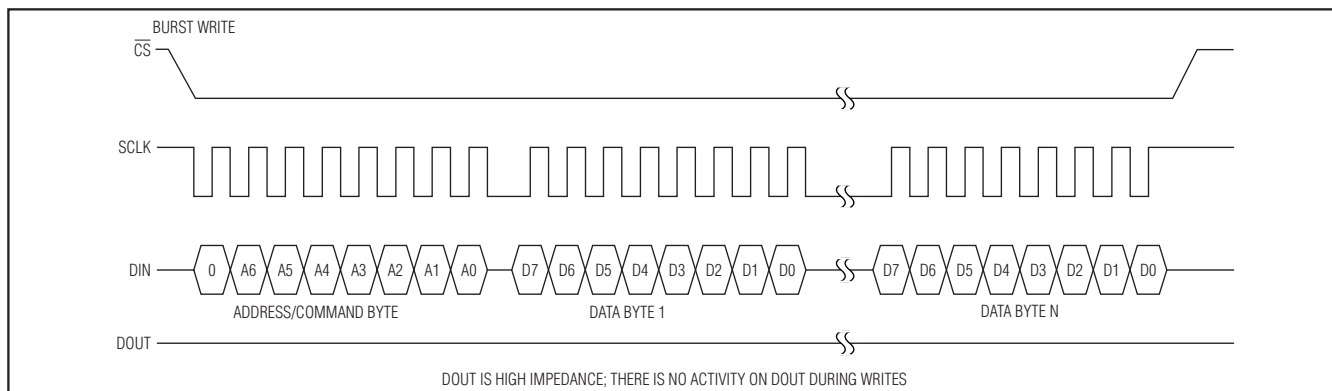 BURST WRITE
CS
SCLK
DIN 0 A6 A5 A4 A3 A2 A1 A0 D7 D6 D5 D4 D3 D2 D1 D0 D7 D6 D5 D4 D3 D2 D1 D0
ADDRESS/COMMAND BYTE DATA BYTE 1 DATA BYTE N
DOUT
DOUT IS HIGH IMPEDANCE; THERE IS NO ACTIVITY ON DOUT DURING WRITES